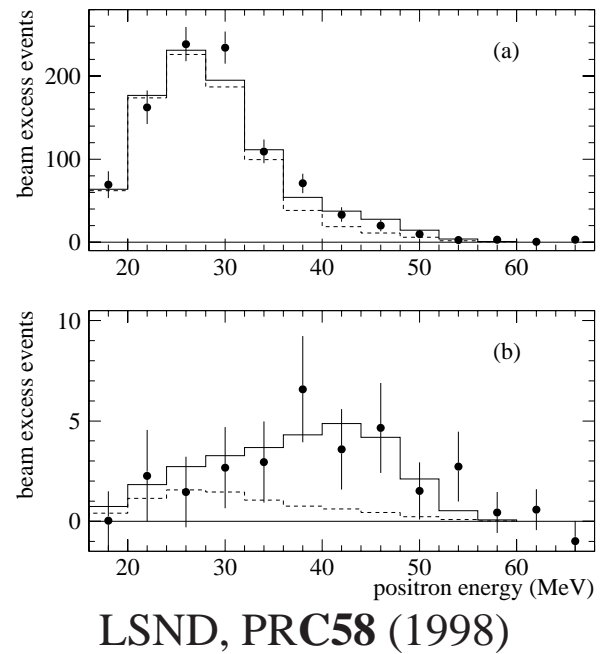 beam excess events
200
100
0
(a)
20 30 40 50 60
beam excess events
10
5
0
(b)
20 30 40 50 60
positron energy (MeV)
LSND, PRC58 (1998)